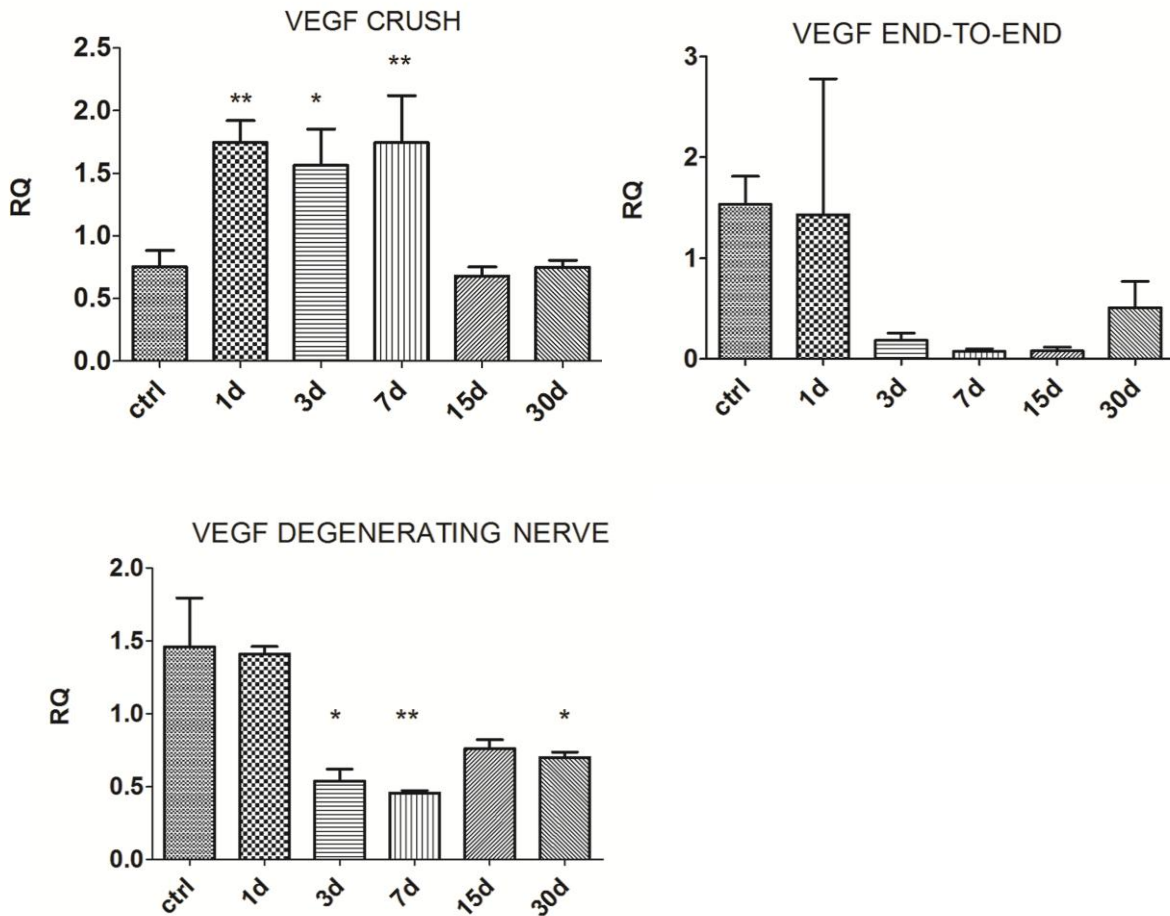 VEGF CRUSH
2.5
2.0
1.5
1.0
0.5
0.0
RQ
** * **
ctrl 1d 3d 7d 15d 30d
VEGF END-TO-END
3
2
1
0
RQ
ctrl 1d 3d 7d 15d 30d
VEGF DEGENERATING NERVE
2.0
1.5
1.0
0.5
0.0
RQ
* ** *
ctrl 1d 3d 7d 15d 30d